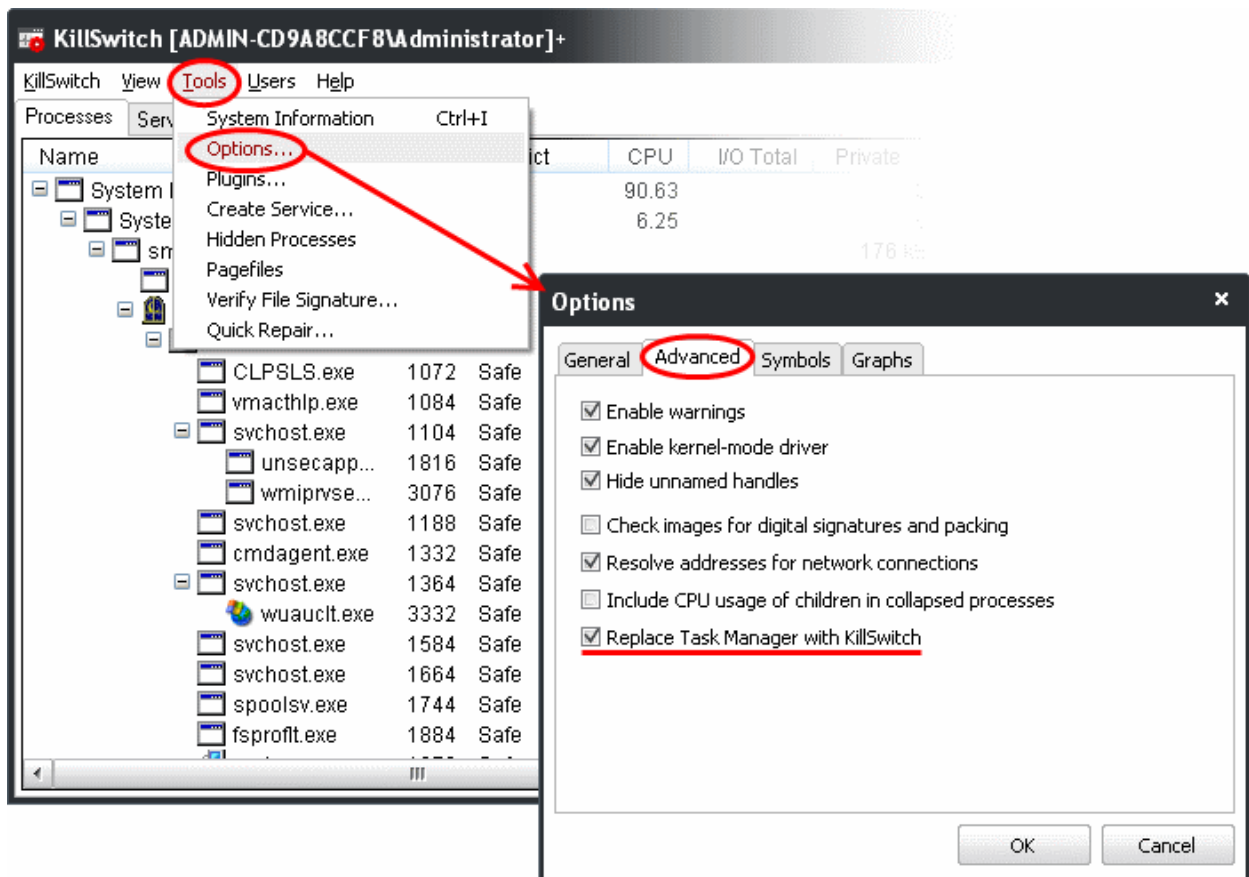 KillSwitch [ADMIN-CD9A8CCF8\Administrator]+
KillSwitch View Tools Users Help
Processes Serv
System Information Ctrl+I
Options...
Plugins...
Create Service...
Hidden Processes
Pagefiles
Verify File Signature...
Quick Repair...
Name ict CPU I/O Total Private
System I 90.63
Syste 6.25
sm 176
CLPSLS.exe 1072 Safe
vmacthlp.exe 1084 Safe
svchost.exe 1104 Safe
unsecapp... 1816 Safe
wmiprvse... 3076 Safe
svchost.exe 1188 Safe
cmdagent.exe 1332 Safe
svchost.exe 1364 Safe
wuauclt.exe 3332 Safe
svchost.exe 1584 Safe
svchost.exe 1664 Safe
spoolsv.exe 1744 Safe
fsproflt.exe 1884 Safe
Options
General Advanced Symbols Graphs
Enable warnings
Enable kernel-mode driver
Hide unnamed handles
Check images for digital signatures and packing
Resolve addresses for network connections
Include CPU usage of children in collapsed processes
Replace Task Manager with KillSwitch
OK Cancel